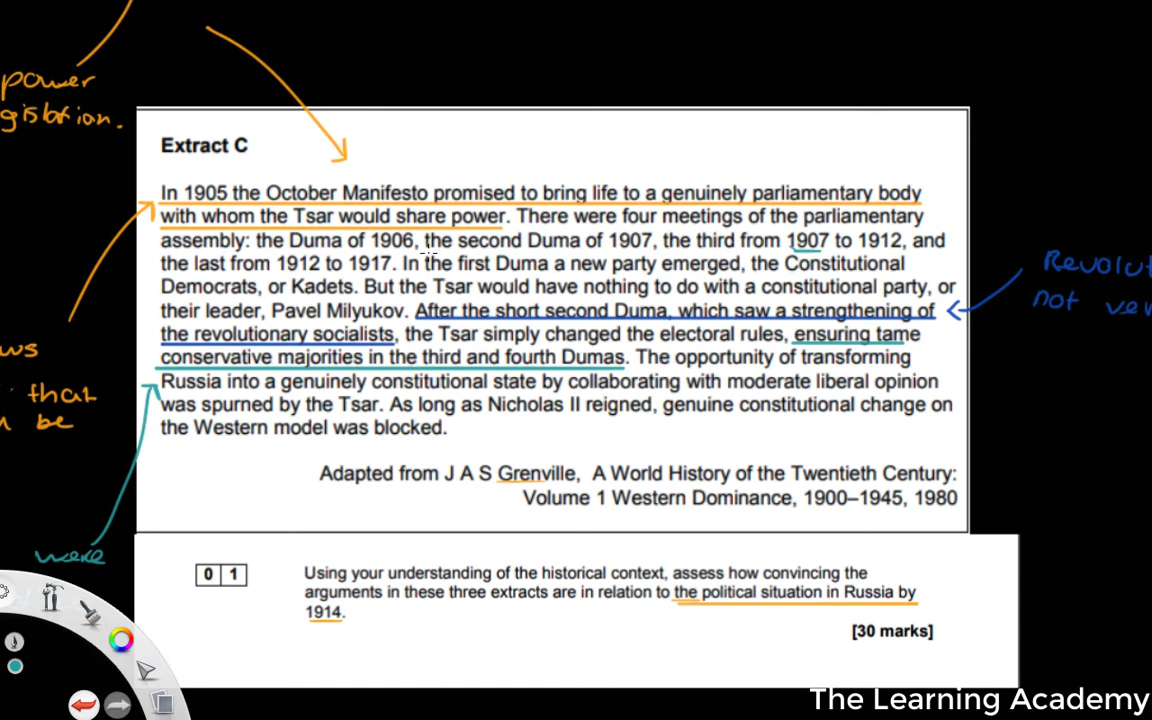 power
gislation.
Extract C
In 1905 the October Manifesto promised to bring life to a genuinely parliamentary body
with whom the Tsar would share power. There were four meetings of the parliamentary
assembly: the Duma of 1906, the second Duma of 1907, the third from 1907 to 1912, and
the last from 1912 to 1917. In the first Duma a new party emerged, the Constitutional
Democrats, or Kadets. But the Tsar would have nothing to do with a constitutional party, or
their leader, Pavel Milyukov. After the short second Duma, which saw a strengthening of
the revolutionary socialists, the Tsar simply changed the electoral rules, ensuring tame
conservative majorities in the third and fourth Dumas. The opportunity of transforming
Russia into a genuinely constitutional state by collaborating with moderate liberal opinion
was spurned by the Tsar. As long as Nicholas II reigned, genuine constitutional change on
the Western model was blocked.
Adapted from J A S Grenville, A World History of the Twentieth Century:
Volume 1 Western Dominance, 1900–1945, 1980
Revolut
not ver
ws
that
be
were
0 1
Using your understanding of the historical context, assess how convincing the
arguments in these three extracts are in relation to the political situation in Russia by
1914.
[30 marks]
The Learning Academy